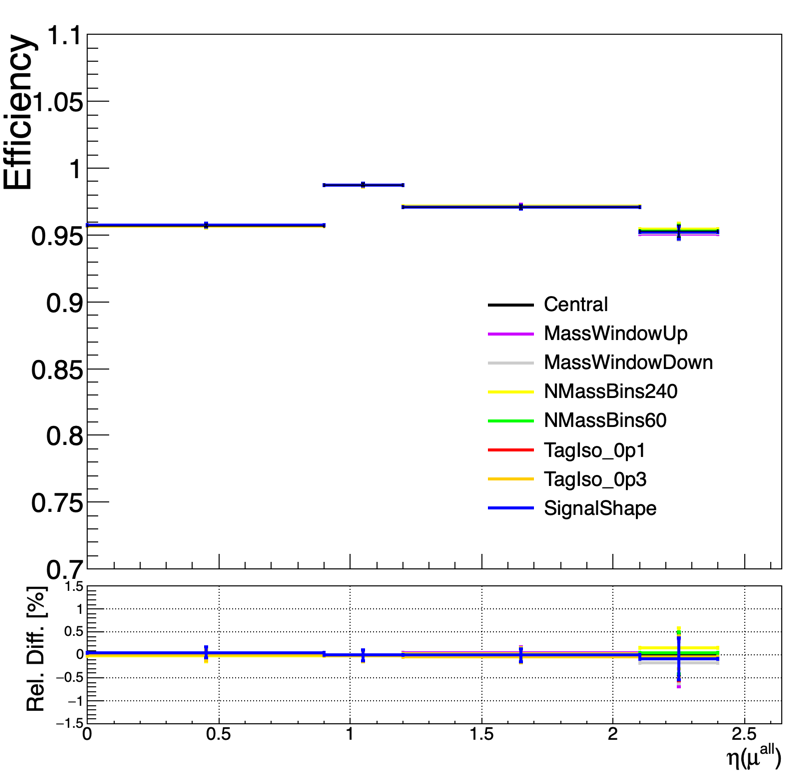 Efficiency
1.1
1.05
1
0.95
0.9
0.85
0.8
0.75
0.7
Central
MassWindowUp
MassWindowDown
NMassBins240
NMassBins60
TagIso_0p1
TagIso_0p3
SignalShape
Rel. Diff. [%]
1.5
1
0.5
0
−0.5
−1
−1.5
0 0.5 1 1.5 2 2.5
η(μ^all)